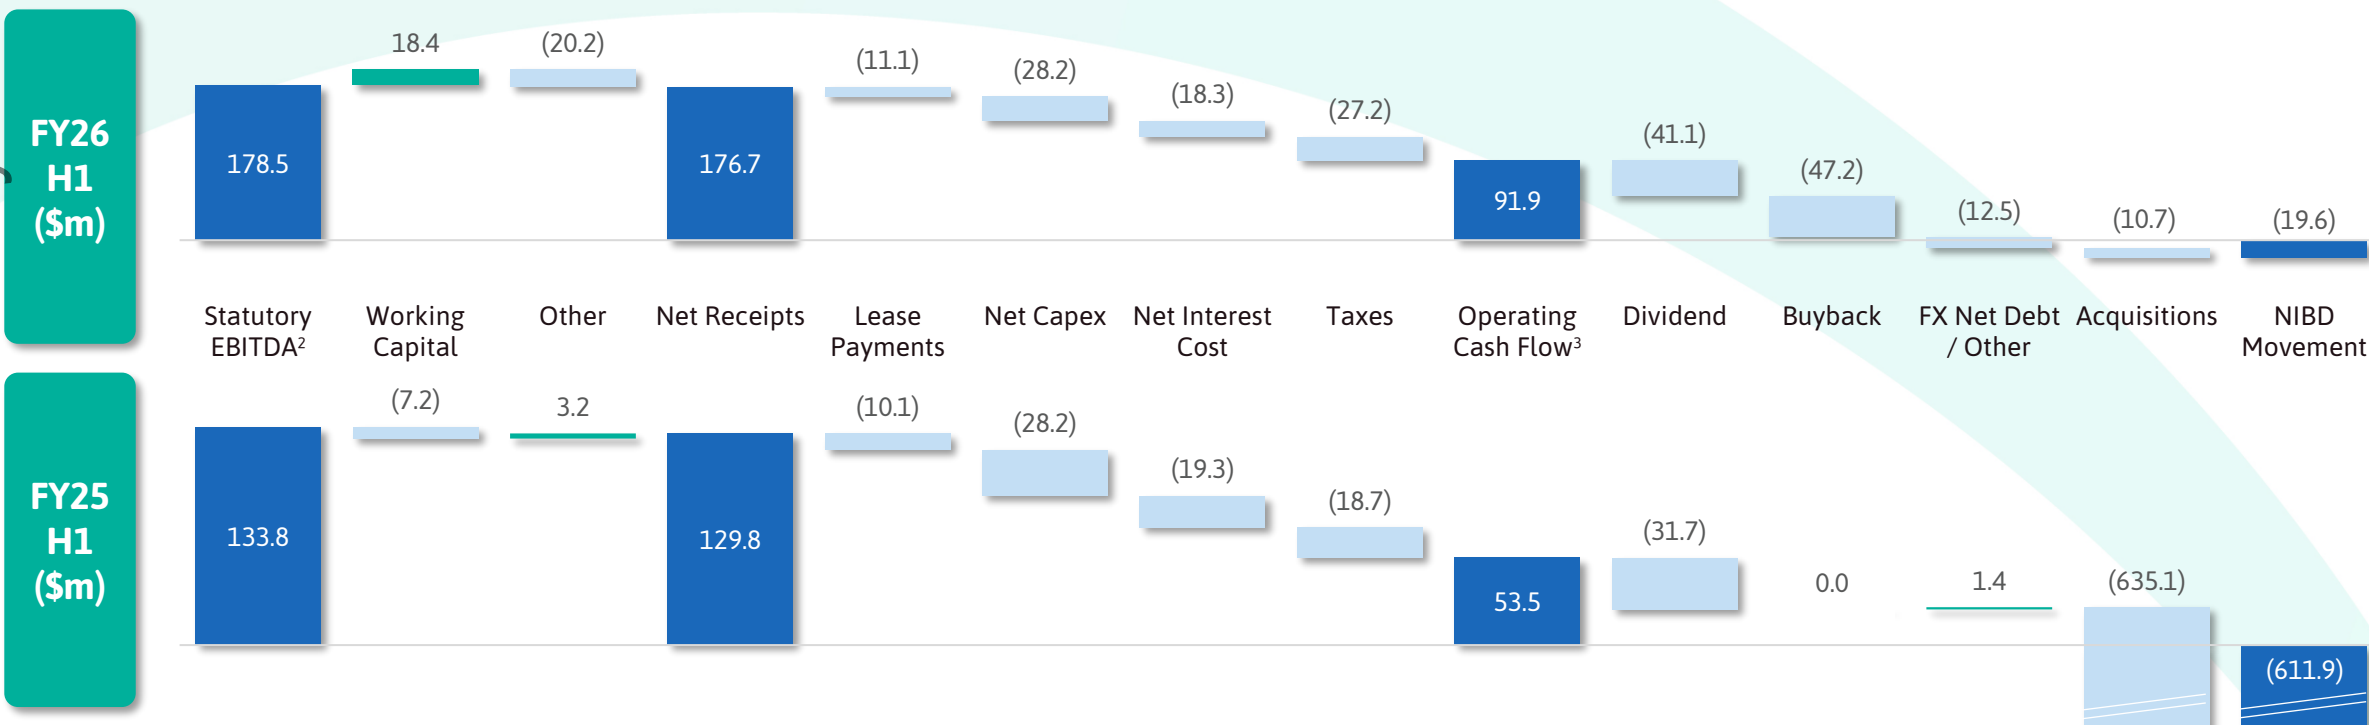 FY26
H1
($m)
18.4
(20.2)
(11.1)
(28.2)
(18.3)
(27.2)
(41.1)
(47.2)
(12.5)
(10.7)
(19.6)
178.5
176.7
91.9
Statutory
EBITDA²
Working
Capital
Other
Net Receipts
Lease
Payments
Net Capex
Net Interest
Cost
Taxes
Operating
Cash Flow³
Dividend
Buyback
FX Net Debt
/ Other
Acquisitions
NIBD
Movement
FY25
H1
($m)
(7.2)
3.2
(10.1)
(28.2)
(19.3)
(18.7)
(31.7)
0.0
1.4
(635.1)
133.8
129.8
53.5
(611.9)